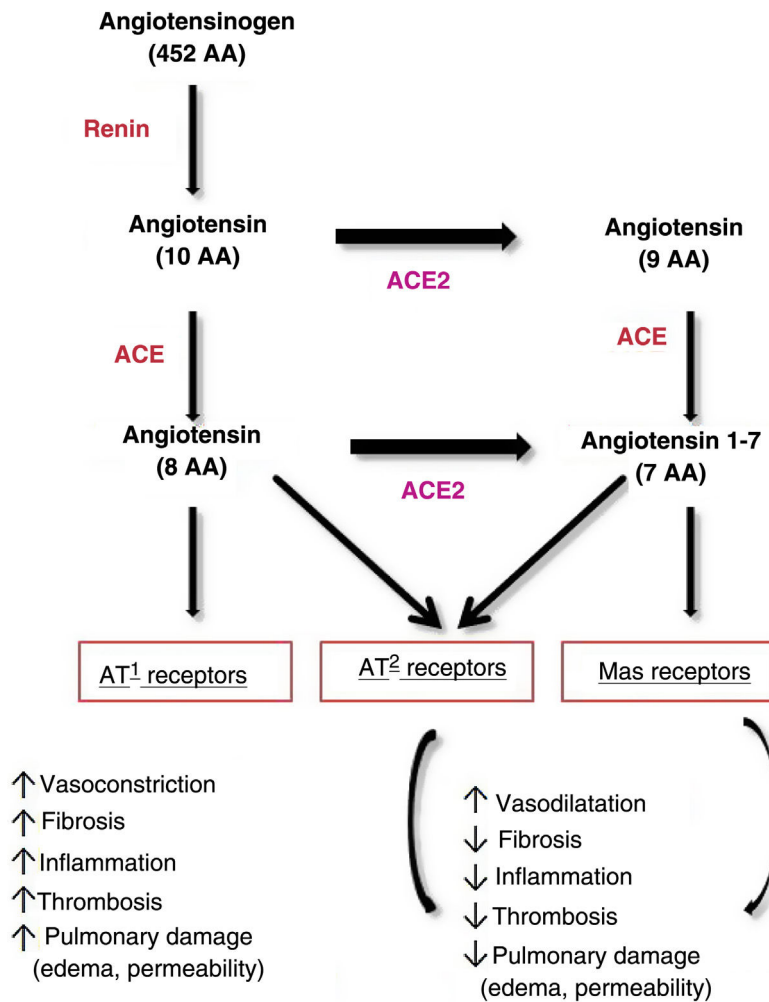 Angiotensinogen
(452 AA)
Renin
Angiotensin
(10 AA)
ACE2
Angiotensin
(9 AA)
ACE
ACE
Angiotensin
(8 AA)
ACE2
Angiotensin 1-7
(7 AA)
AT1 receptors
AT2 receptors
Mas receptors
↑ Vasoconstriction
↑ Fibrosis
↑ Inflammation
↑ Thrombosis
↑ Pulmonary damage
(edema, permeability)
↑ Vasodilatation
↓ Fibrosis
↓ Inflammation
↓ Thrombosis
↓ Pulmonary damage
(edema, permeability)